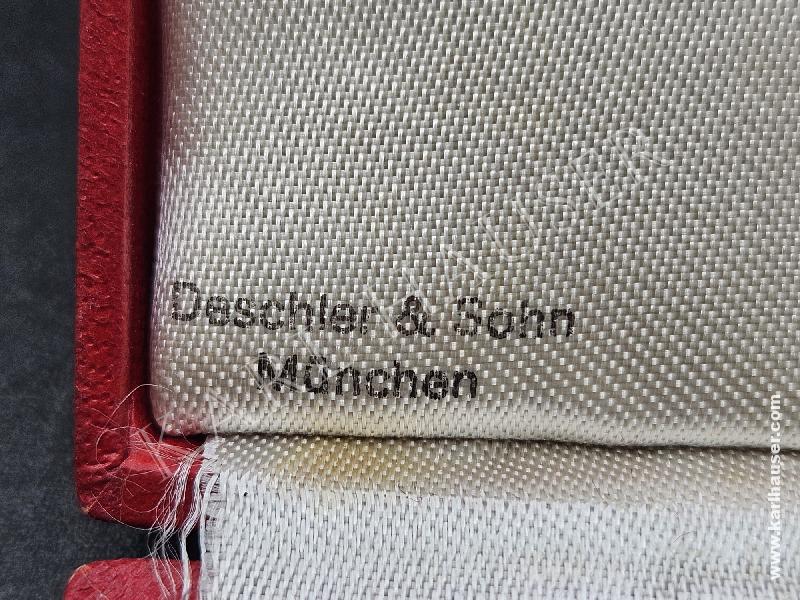 Deschler & Sohn
München
www.karlhauser.com